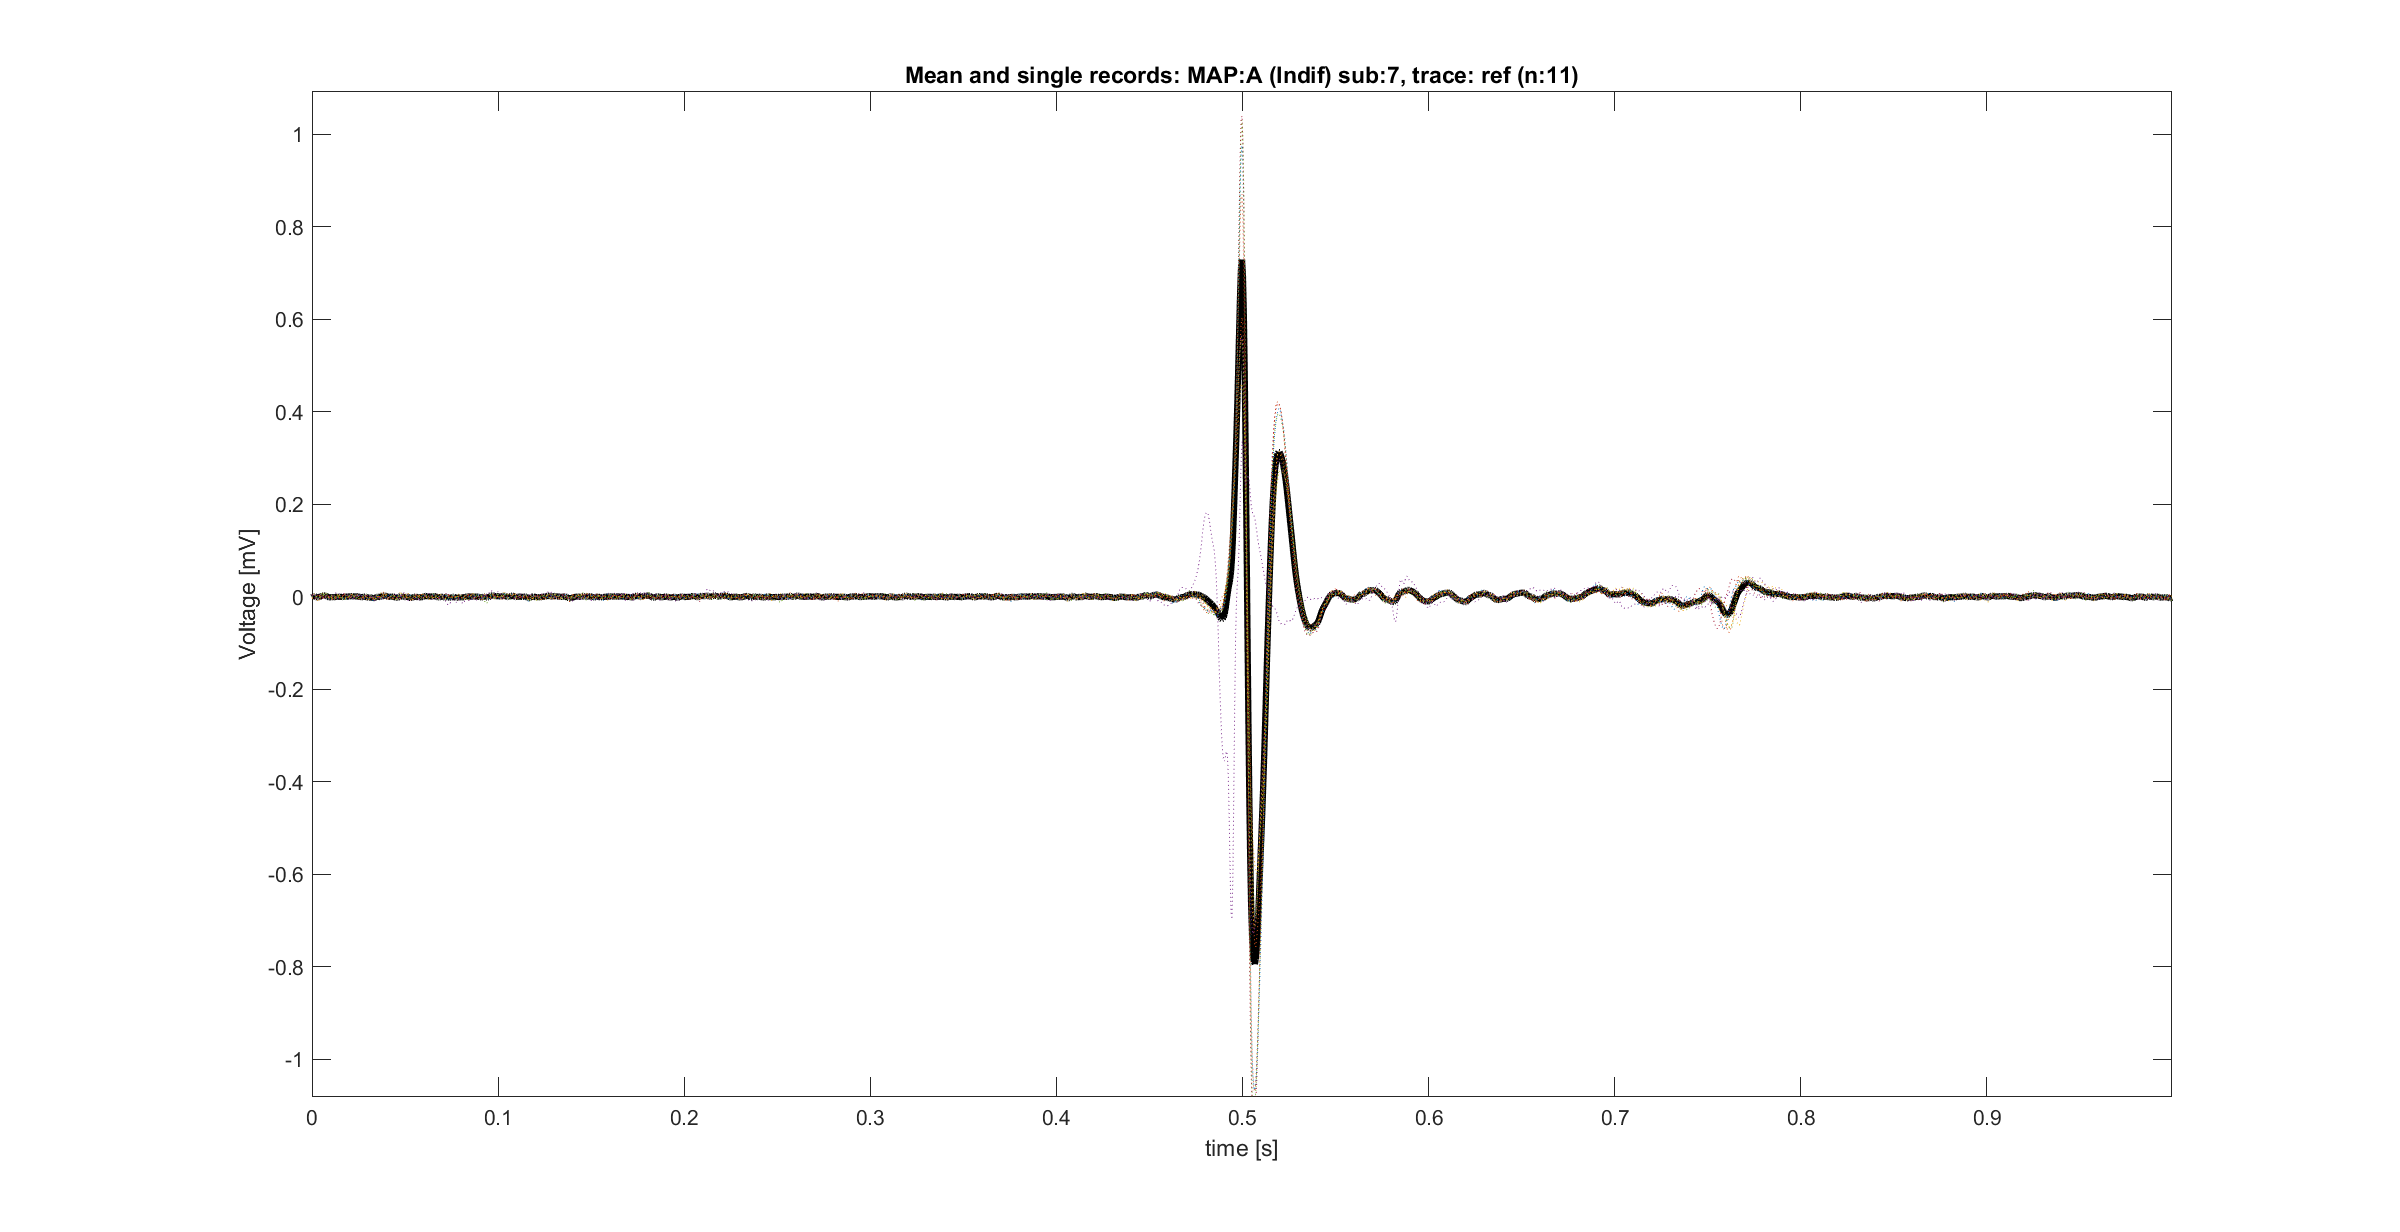 Mean and single records: MAP:A (Indif) sub:7, trace: ref (n:11)
1
0.8
0.6
0.4
0.2
0
-0.2
-0.4
-0.6
-0.8
-1
Voltage [mV]
0 0.1 0.2 0.3 0.4 0.5 0.6 0.7 0.8 0.9
time [s]